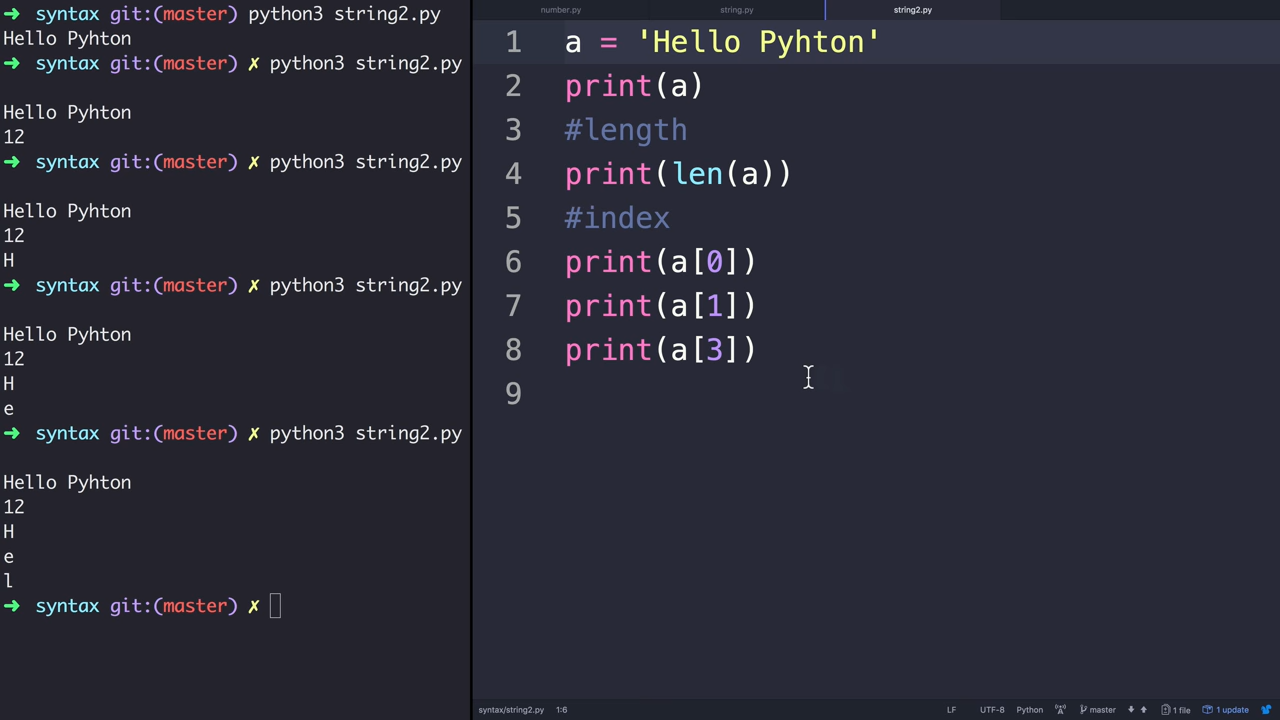 ➜ syntax git:(master) python3 string2.py
Hello Pyhton
➜ syntax git:(master) ✗ python3 string2.py
Hello Pyhton
12
➜ syntax git:(master) ✗ python3 string2.py
Hello Pyhton
12
H
➜ syntax git:(master) ✗ python3 string2.py
Hello Pyhton
12
H
e
➜ syntax git:(master) ✗ python3 string2.py
Hello Pyhton
12
H
e
l
➜ syntax git:(master) ✗
number.py string.py string2.py
1 a = 'Hello Pyhton'
2 print(a)
3 #length
4 print(len(a))
5 #index
6 print(a[0])
7 print(a[1])
8 print(a[3])
9
syntax/string2.py 1:6 LF UTF-8 Python master 1 file 1 update